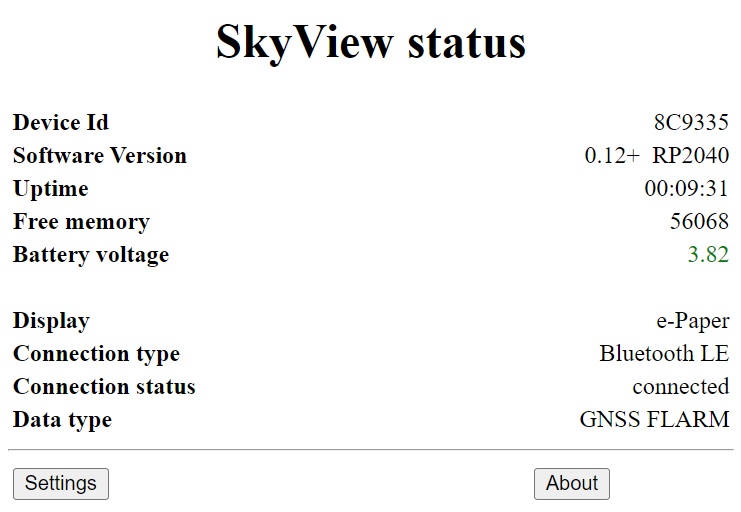 SkyView status
Device Id 8C9335
Software Version 0.12+  RP2040
Uptime 00:09:31
Free memory 56068
Battery voltage 3.82
Display e-Paper
Connection type Bluetooth LE
Connection status connected
Data type GNSS FLARM
Settings About